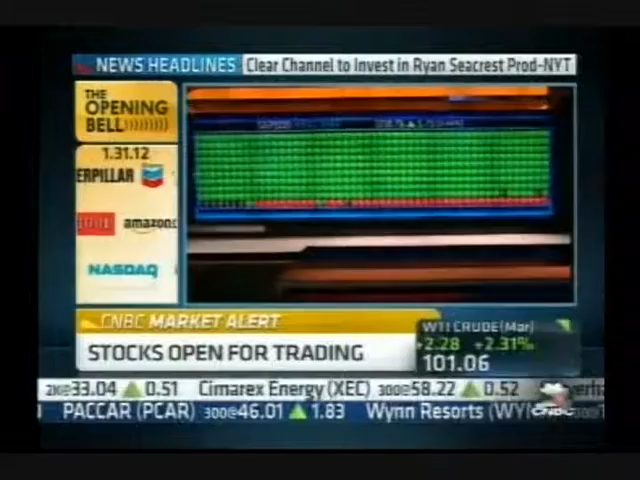 NEWS HEADLINES Clear Channel to Invest in Ryan Seacrest Prod-NYT
THE
OPENING
BELL
1.31.12
ERPILLAR
amazon.c
NASDAQ
CNBC MARKET ALERT
STOCKS OPEN FOR TRADING
WTI CRUDE(Mar)
+2.28 +2.31%
101.06
2K@33.04 ▲ 0.51 Cimarex Energy (XEC) 300@58.22 ▲ 0.52
PACCAR (PCAR) 300@46.01 ▲ 1.83 Wynn Resorts (WYN
CNBC